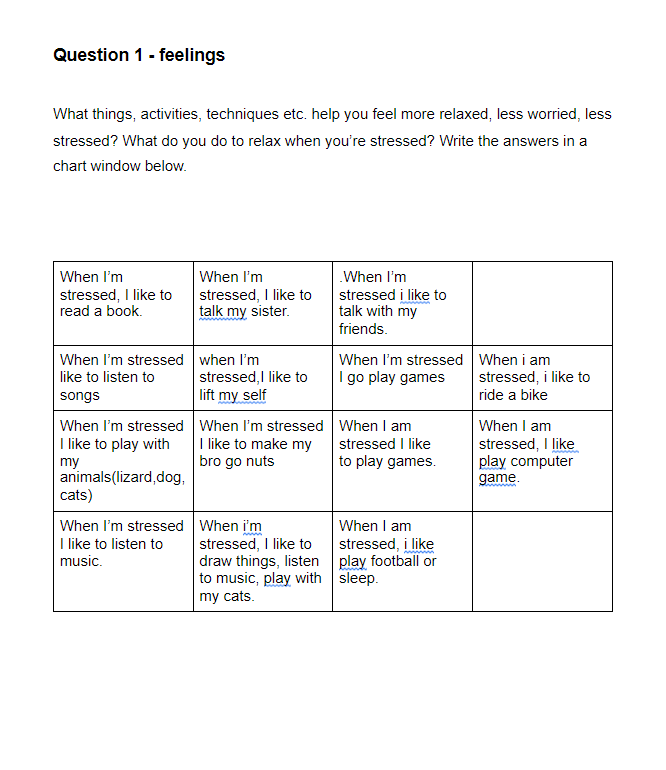 Question 1 - feelings
What things, activities, techniques etc. help you feel more relaxed, less worried, less
stressed? What do you do to relax when you’re stressed? Write the answers in a
chart window below.
When I’m
stressed, I like to
read a book.
When I’m
stressed, I like to
talk my sister.
.When I’m
stressed i like to
talk with my
friends.
When I’m stressed
like to listen to
songs
when I’m
stressed,I like to
lift my self
When I’m stressed
I go play games
When i am
stressed, i like to
ride a bike
When I’m stressed
I like to play with
my
animals(lizard,dog,
cats)
When I’m stressed
I like to make my
bro go nuts
When I am
stressed I like
to play games.
When I am
stressed, I like
play computer
game.
When I’m stressed
I like to listen to
music.
When i’m
stressed, I like to
draw things, listen
to music, play with
my cats.
When I am
stressed, i like
play football or
sleep.